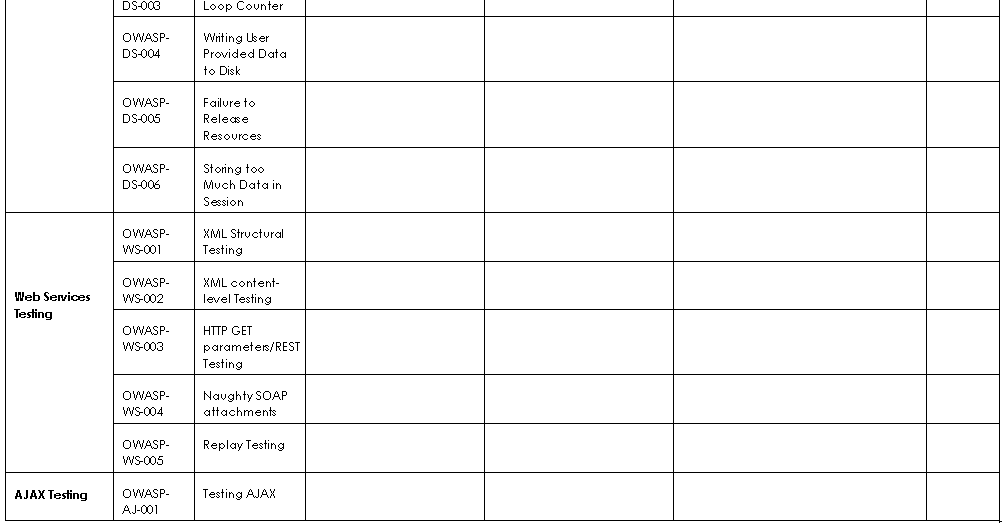 DS-003
Loop Counter
OWASP-
DS-004
Writing User
Provided Data
to Disk
OWASP-
DS-005
Failure to
Release
Resources
OWASP-
DS-006
Storing too
Much Data in
Session
Web Services
Testing
OWASP-
WS-001
XML Structural
Testing
OWASP-
WS-002
XML content-
level Testing
OWASP-
WS-003
HTTP GET
parameters/REST
Testing
OWASP-
WS-004
Naughty SOAP
attachments
OWASP-
WS-005
Replay Testing
AJAX Testing
OWASP-
AJ-001
Testing AJAX